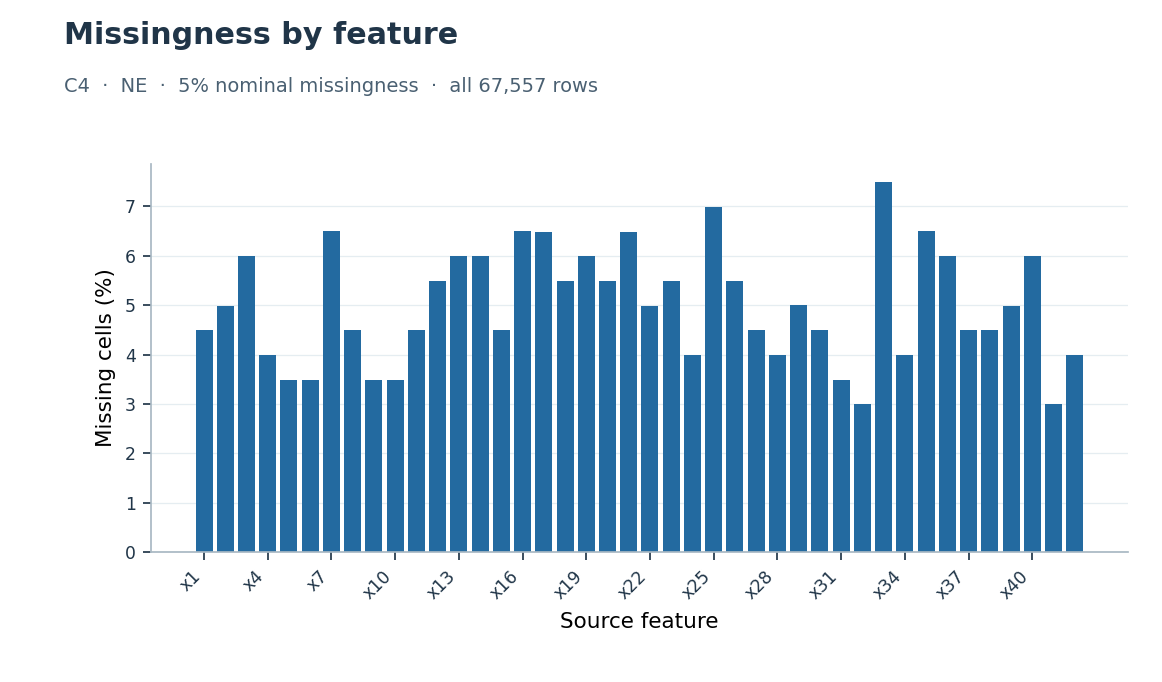 Missingness by feature
C4 · NE · 5% nominal missingness · all 67,557 rows
Missing cells (%)
7
6
5
4
3
2
1
0
x1 x4 x7 x10 x13 x16 x19 x22 x25 x28 x31 x34 x37 x40
Source feature